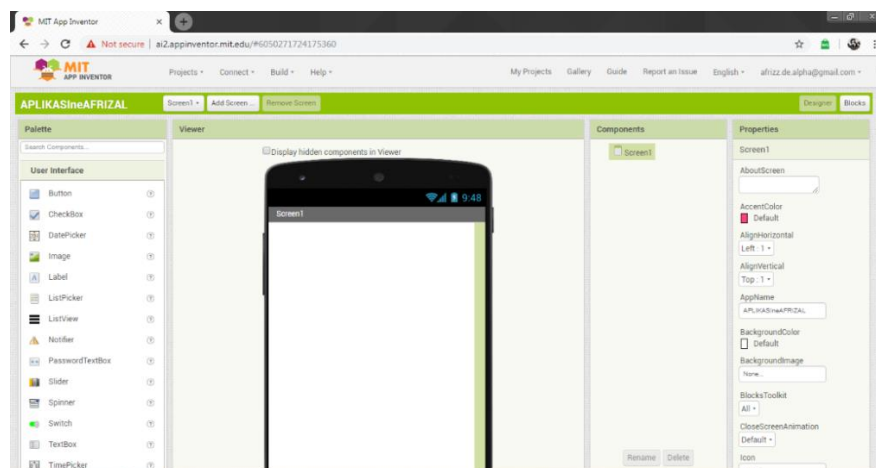 MIT App Inventor
Not secure | ai2.appinventor.mit.edu/#6050271724175360
MIT
APP INVENTOR
Projects
Connect
Build
Help
My Projects
Gallery
Guide
Report an Issue
English
afrizz.de.alpha@gmail.com
APLIKASIneAFRIZAL
Screen1
Add Screen ...
Remove Screen
Designer
Blocks
Palette
Search Components...
User Interface
Button
CheckBox
DatePicker
Image
Label
ListPicker
ListView
Notifier
PasswordTextBox
Slider
Spinner
Switch
TextBox
TimePicker
Viewer
Display hidden components in Viewer
9:48
Screen1
Components
Screen1
Rename
Delete
Properties
Screen1
AboutScreen
AccentColor
Default
AlignHorizontal
Left : 1
AlignVertical
Top : 1
AppName
APLIKASIneAFRIZAL
BackgroundColor
Default
BackgroundImage
None...
BlocksToolkit
All
CloseScreenAnimation
Default
Icon